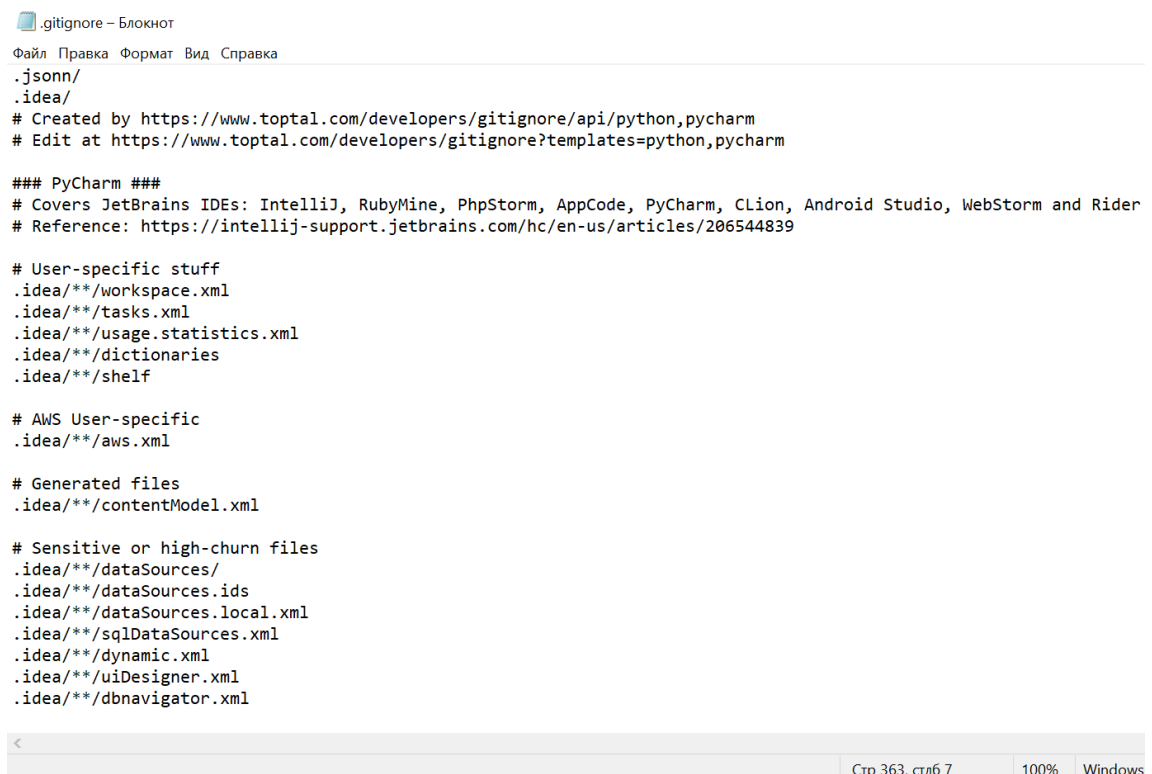 .gitignore – Блокнот
Файл Правка Формат Вид Справка
.jsonn/
.idea/
# Created by https://www.toptal.com/developers/gitignore/api/python,pycharm
# Edit at https://www.toptal.com/developers/gitignore?templates=python,pycharm
### PyCharm ###
# Covers JetBrains IDEs: IntelliJ, RubyMine, PhpStorm, AppCode, PyCharm, CLion, Android Studio, WebStorm and Rider
# Reference: https://intellij-support.jetbrains.com/hc/en-us/articles/206544839
# User-specific stuff
.idea/**/workspace.xml
.idea/**/tasks.xml
.idea/**/usage.statistics.xml
.idea/**/dictionaries
.idea/**/shelf
# AWS User-specific
.idea/**/aws.xml
# Generated files
.idea/**/contentModel.xml
# Sensitive or high-churn files
.idea/**/dataSources/
.idea/**/dataSources.ids
.idea/**/dataSources.local.xml
.idea/**/sqlDataSources.xml
.idea/**/dynamic.xml
.idea/**/uiDesigner.xml
.idea/**/dbnavigator.xml
Стр 363, стлб 7 100% Windows